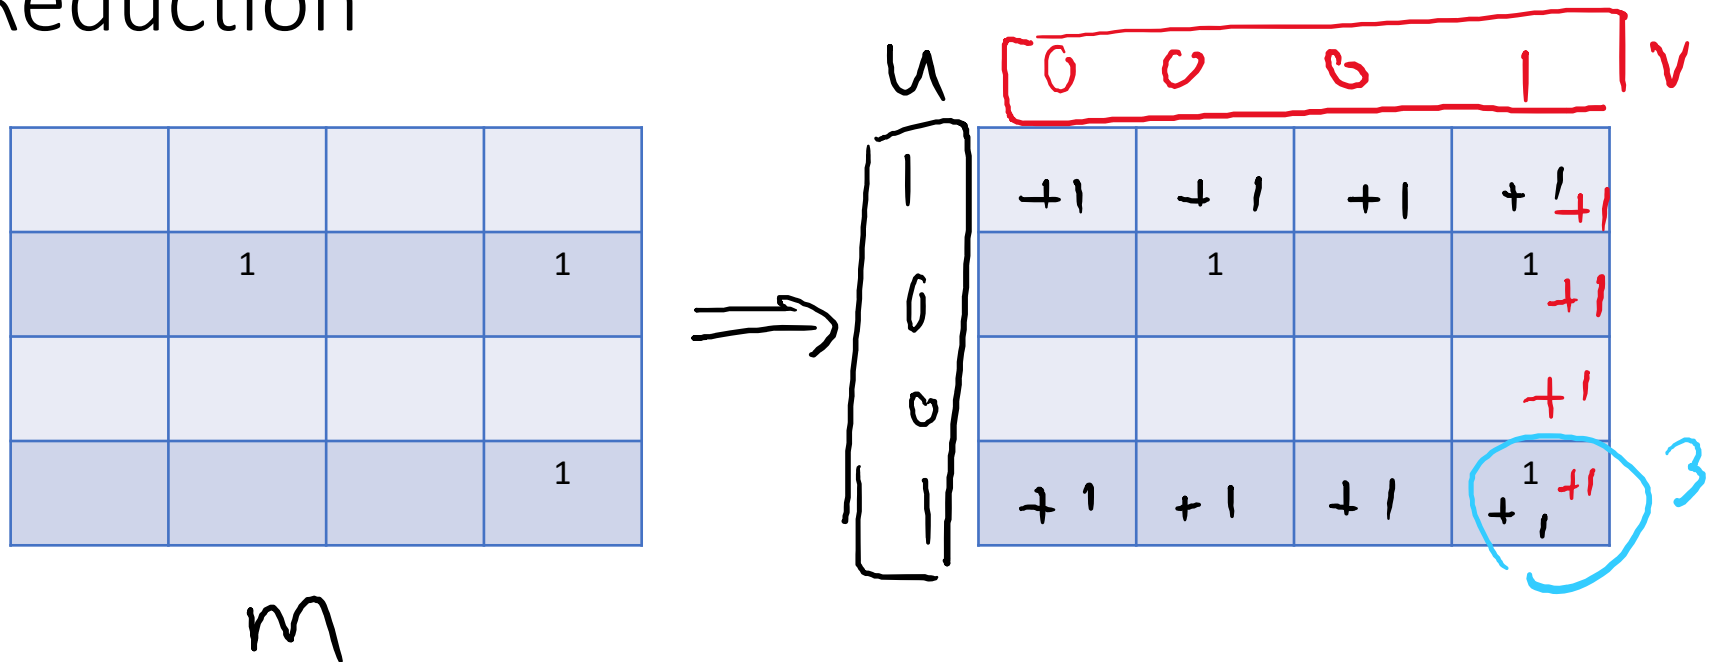 Reduction
u 0 0 0 1 v
1 +1 +1 +1 +1 +1
1 1 0 1 1 +1
0 +1
1 1 +1 +1 +1 1 +1 +1 3
m